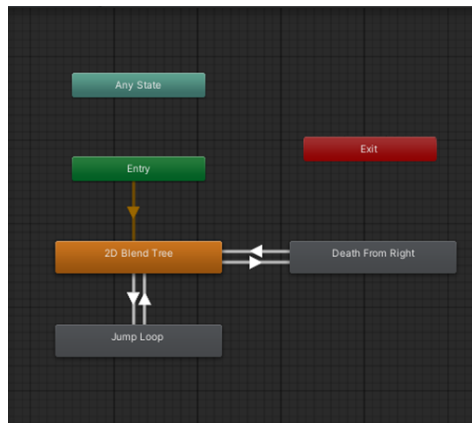 Any State
Exit
Entry
2D Blend Tree
Death From Right
Jump Loop